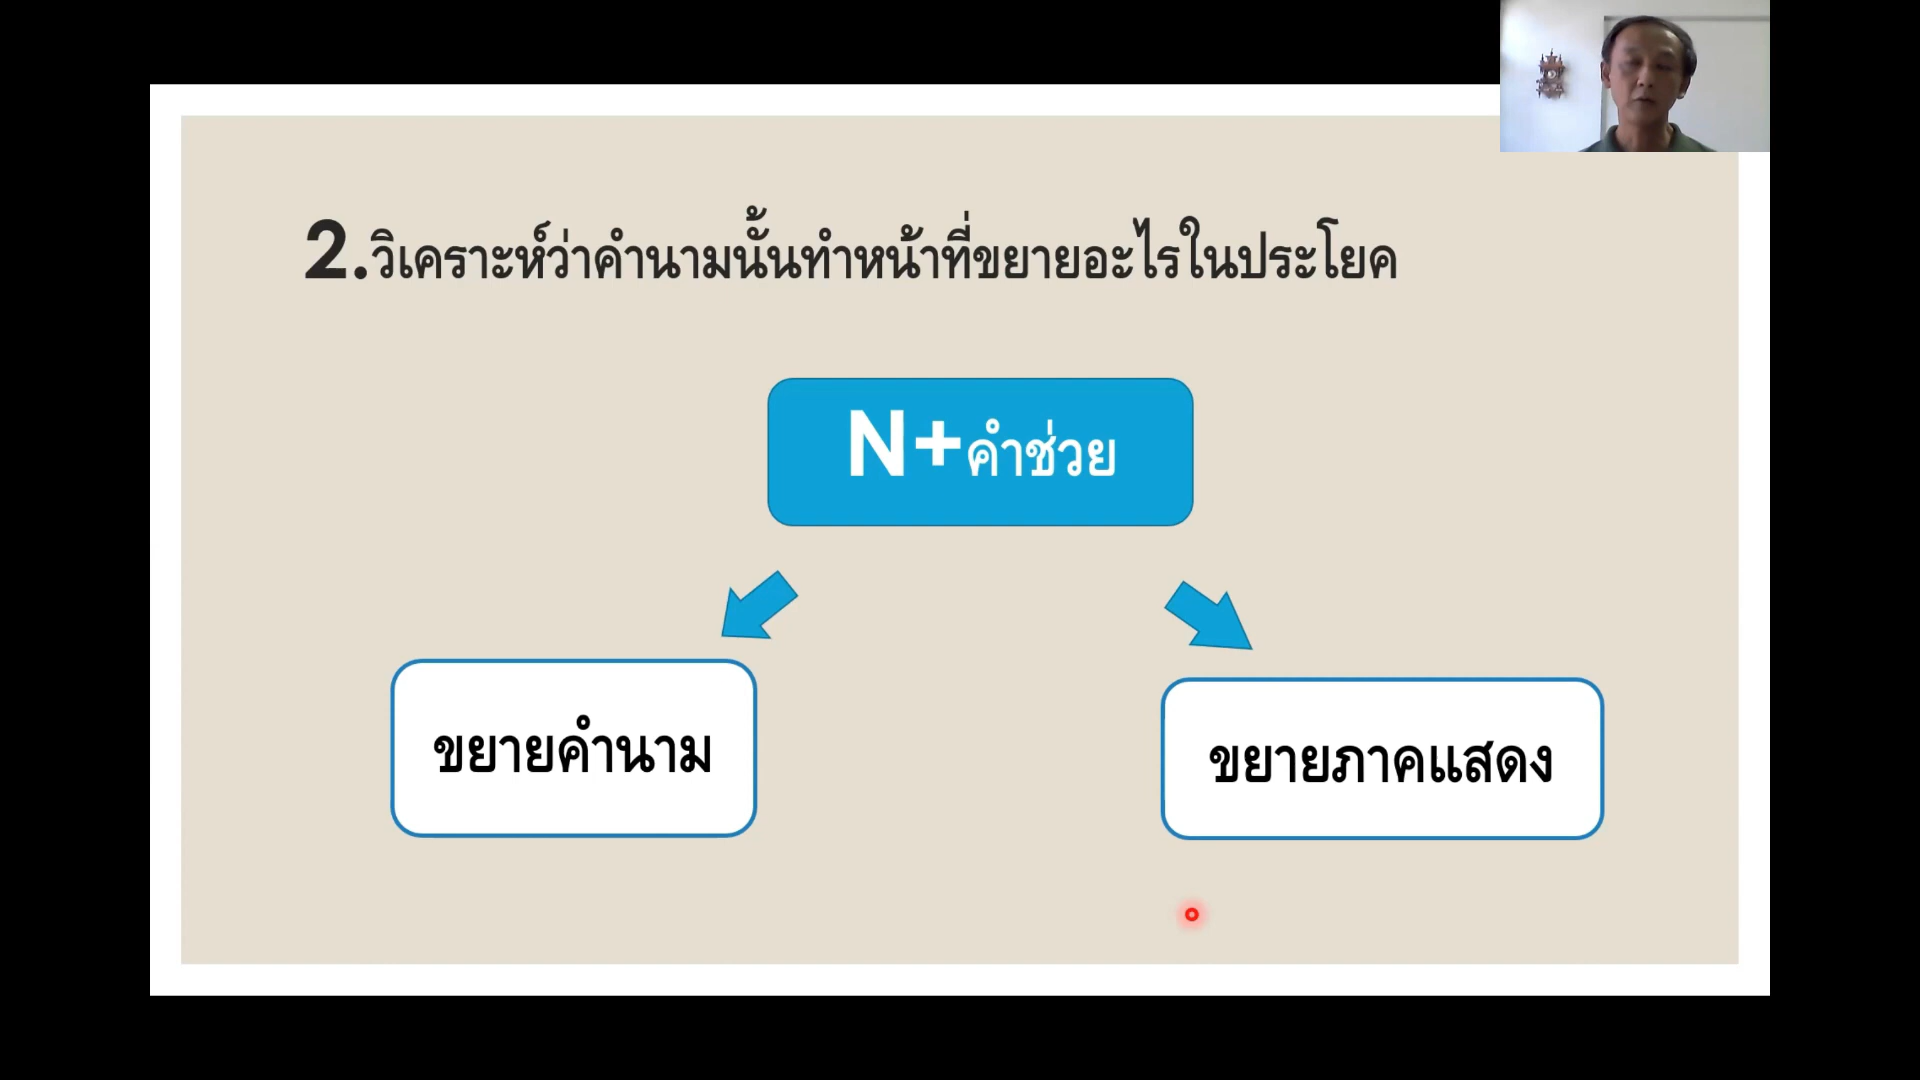 2.วิเคราะห์ว่าคำนามนั้นทำหน้าที่ขยายอะไรในประโยค
N+คำช่วย
ขยายคำนาม
ขยายภาคแสดง